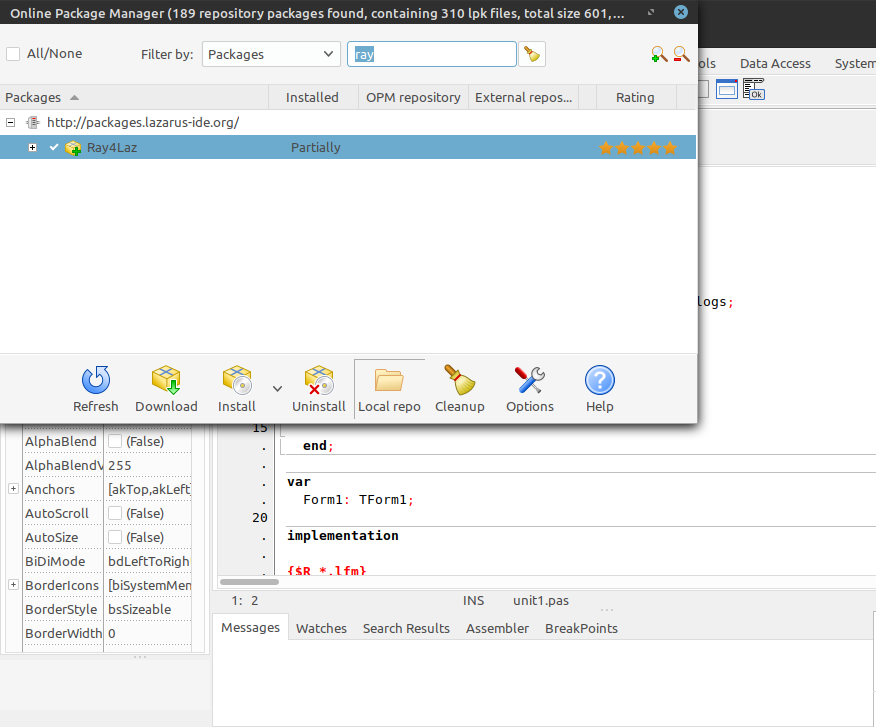 Online Package Manager (189 repository packages found, containing 310 lpk files, total size 601,...
All/None Filter by: Packages ray
ols Data Access System
Packages Installed OPM repository External repos... Rating
http://packages.lazarus-ide.org/
Ray4Laz Partially
logs;
Refresh Download Install Uninstall Local repo Cleanup Options Help
15
AlphaBlend (False)
end;
AlphaBlendV 255
Anchors [akTop,akLeft]
var
Form1: TForm1;
AutoScroll (False)
20
AutoSize (False)
implementation
BiDiMode bdLeftToRigh
{$R *.lfm}
BorderIcons [biSystemMen
BorderStyle bsSizeable
1: 2 INS unit1.pas
BorderWidth 0
Messages Watches Search Results Assembler BreakPoints